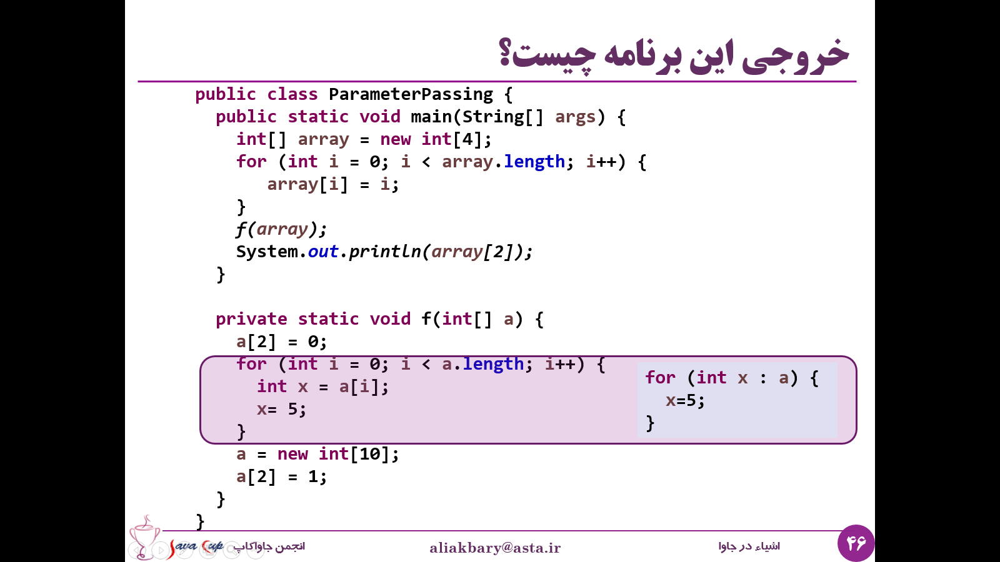 خروجی این برنامه چیست؟
public class ParameterPassing {
public static void main(String[] args) {
int[] array = new int[4];
for (int i = 0; i < array.length; i++) {
array[i] = i;
}
f(array);
System.out.println(array[2]);
}
private static void f(int[] a) {
a[2] = 0;
for (int i = 0; i < a.length; i++) {
int x = a[i];
x= 5;
}
for (int x : a) {
x=5;
}
a = new int[10];
a[2] = 1;
}
}
Java Cup
انجمن جاواکاپ
aliakbary@asta.ir
اشیاء در جاوا
۴۶